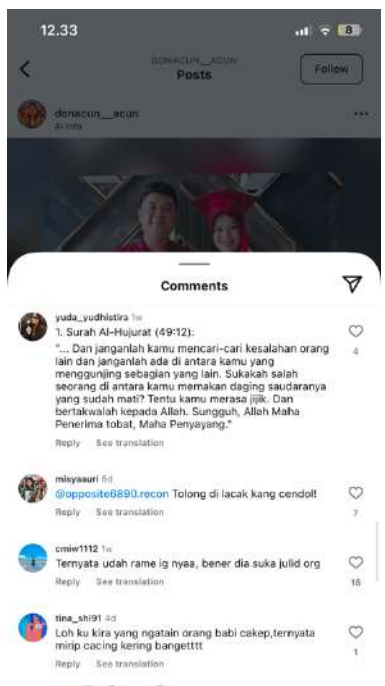 12.33
8
DONACUN__ACUN
Posts
Follow
donacun__acun
AI info
Comments
yuda_yudhistira 1w
1. Surah Al-Hujurat (49:12):
"... Dan janganlah kamu mencari-cari kesalahan orang
lain dan janganlah ada di antara kamu yang
menggunjing sebagian yang lain. Sukakah salah
seorang di antara kamu memakan daging saudaranya
yang sudah mati? Tentu kamu merasa jijik. Dan
bertakwalah kepada Allah. Sungguh, Allah Maha
Penerima tobat, Maha Penyayang."
4
Reply See translation
misyaauri 5d
@opposite6890.recon Tolong di lacak kang cendol!
Reply See translation
7
cmiw1112 1w
Ternyata udah rame ig nyaa, bener dia suka julid org
Reply See translation
18
tina_shi91 4d
Loh ku kira yang ngatain orang babi cakep,ternyata
mirip cacing kering bangetttt
Reply See translation
1